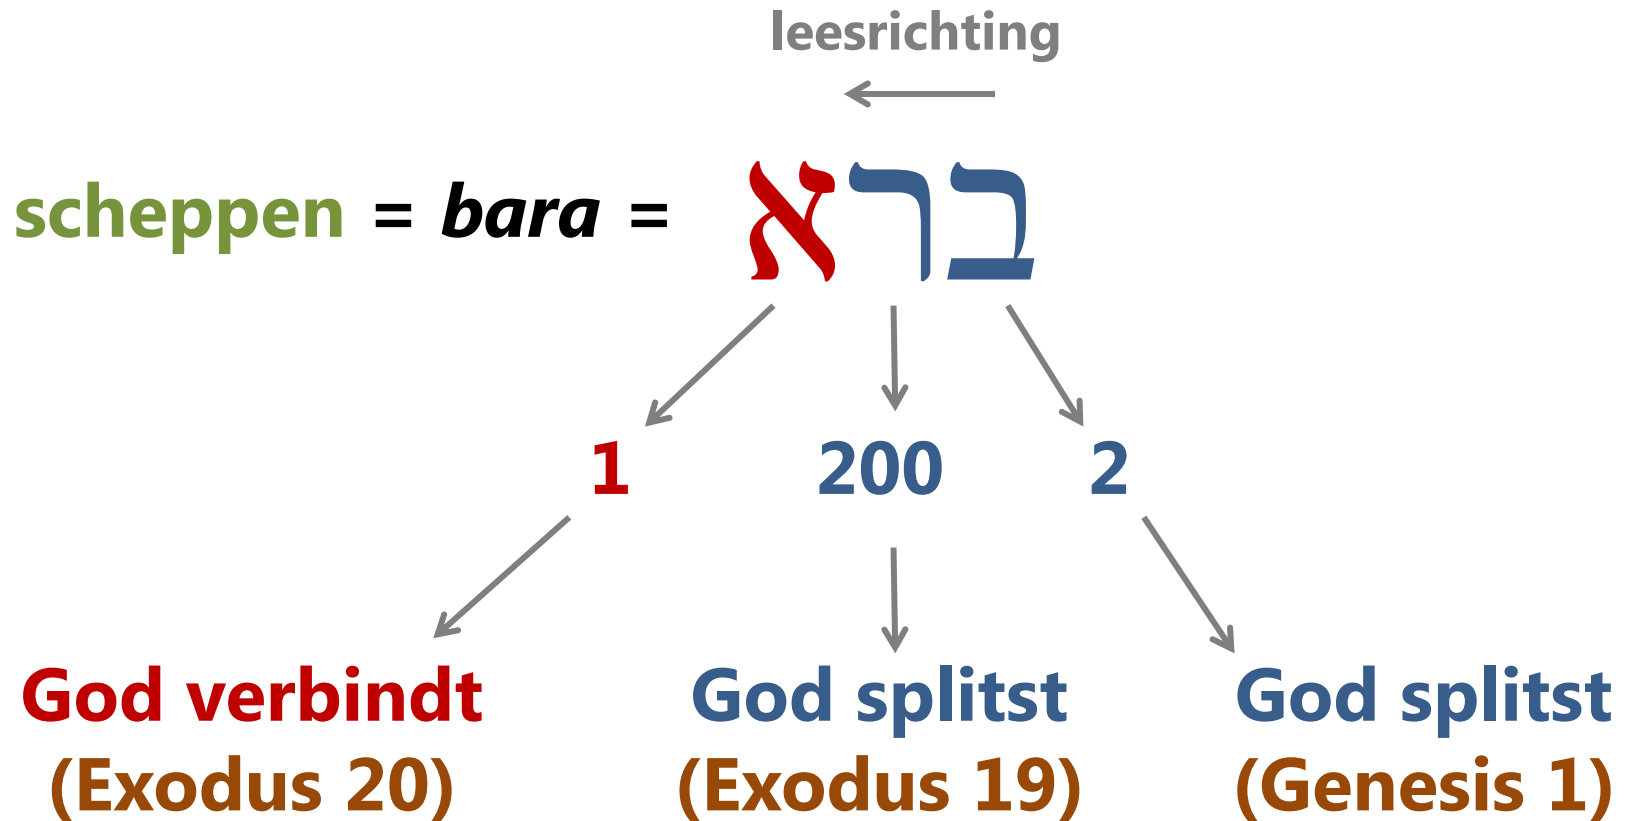 leesrichting
scheppen = bara = ברא
1 200 2
God verbindt God splitst God splitst
(Exodus 20) (Exodus 19) (Genesis 1)